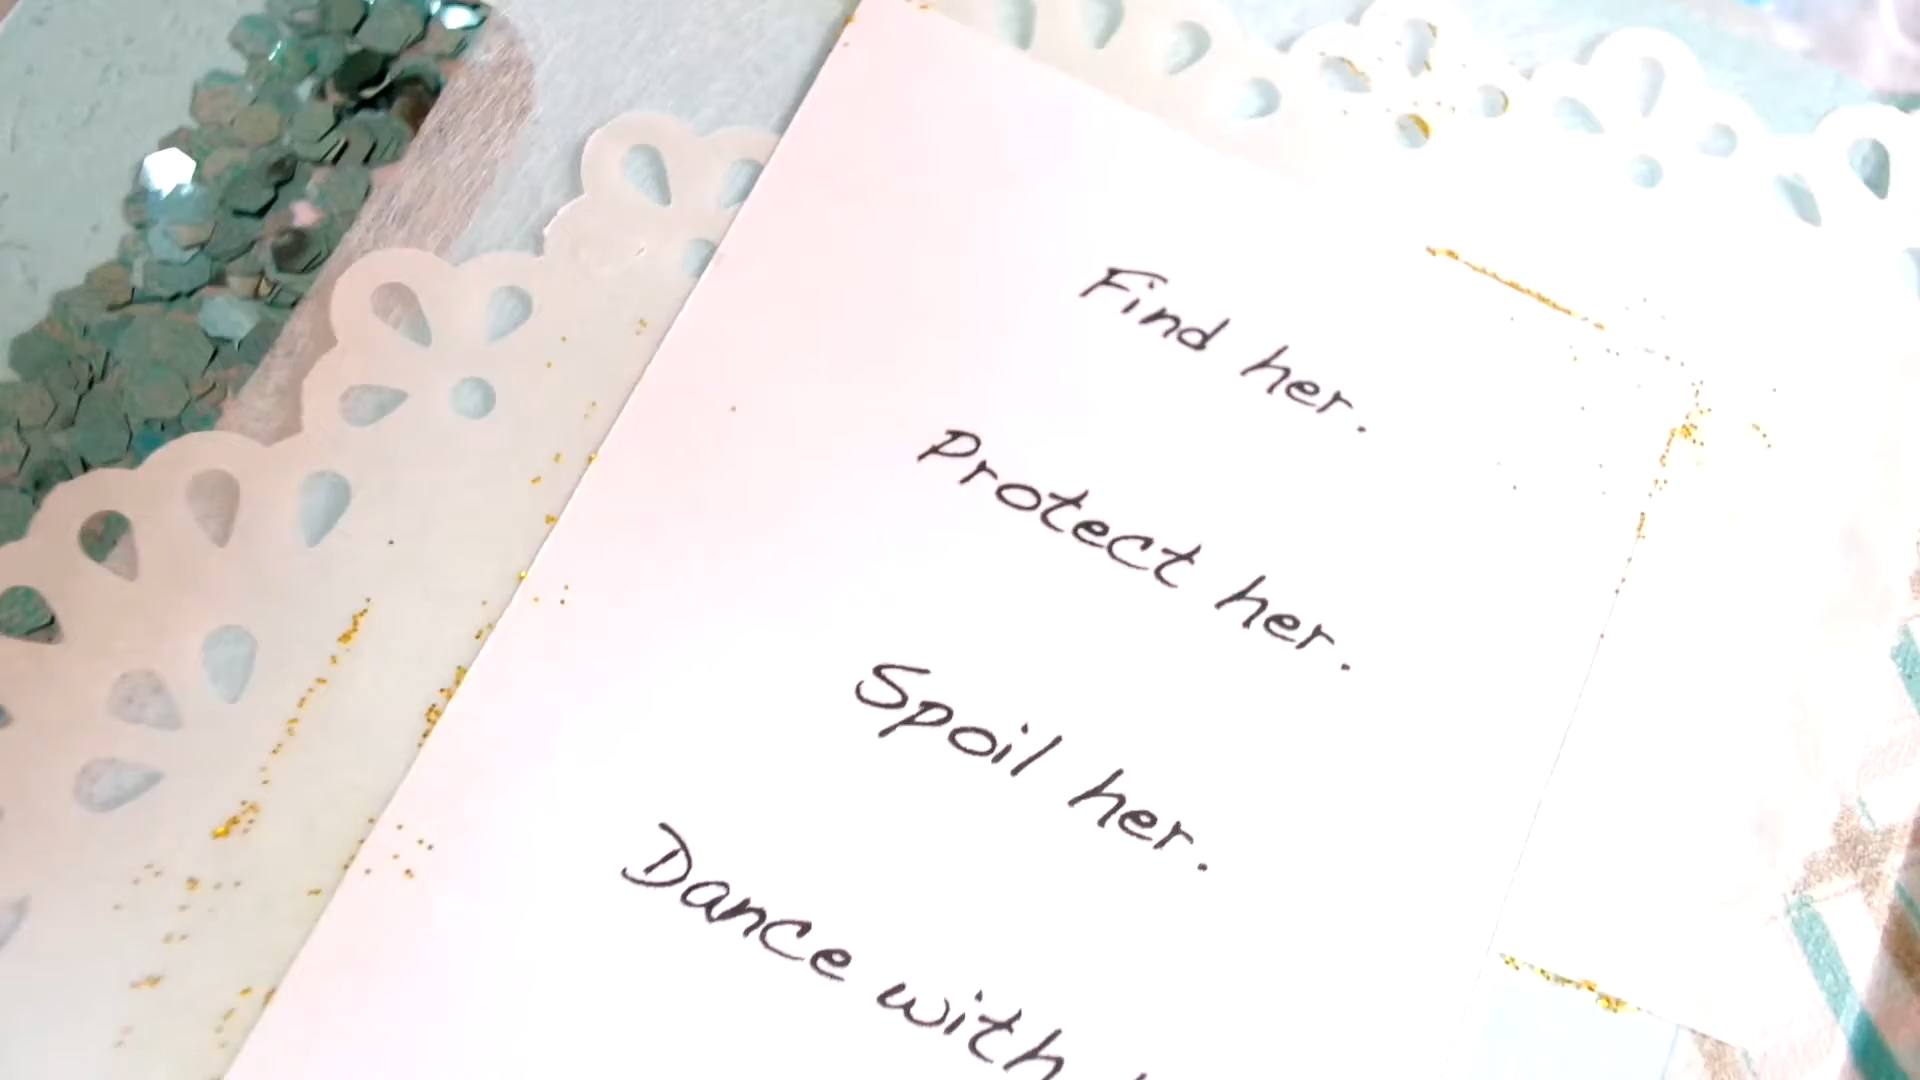 Find her.
Protect her.
Spoil her.
Dance with